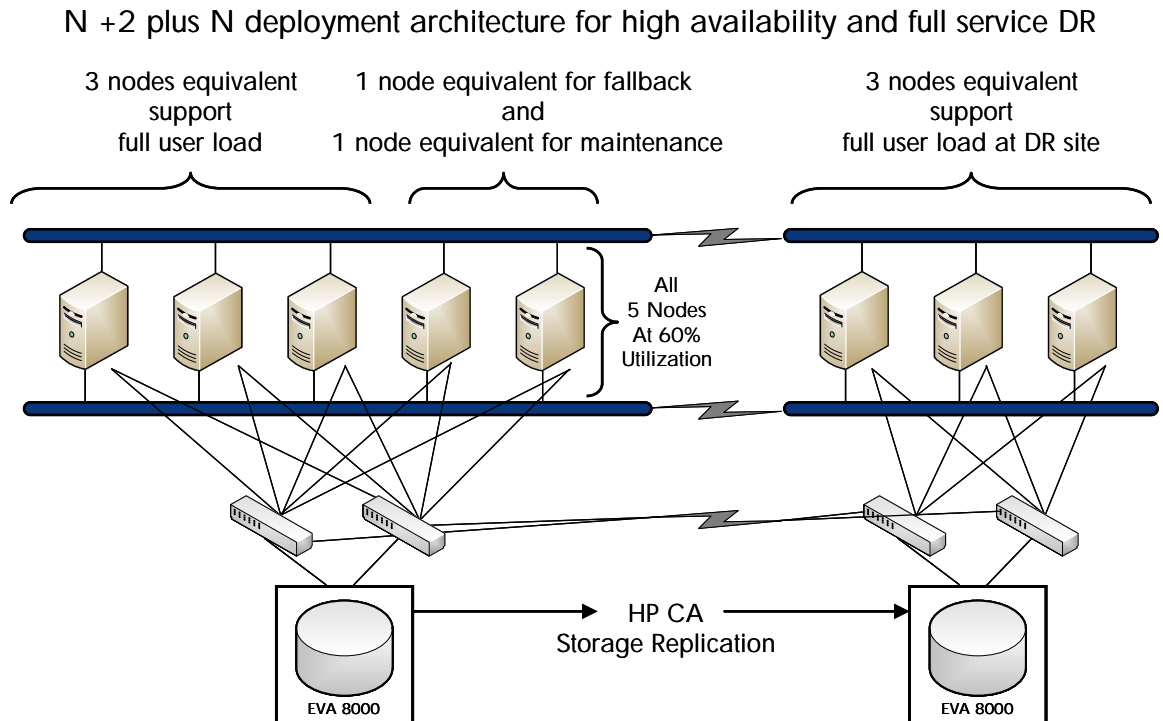 N +2 plus N deployment architecture for high availability and full service DR
3 nodes equivalent
support
full user load
1 node equivalent for fallback
and
1 node equivalent for maintenance
3 nodes equivalent
support
full user load at DR site
All
5 Nodes
At 60%
Utilization
HP CA
Storage Replication
EVA 8000
EVA 8000